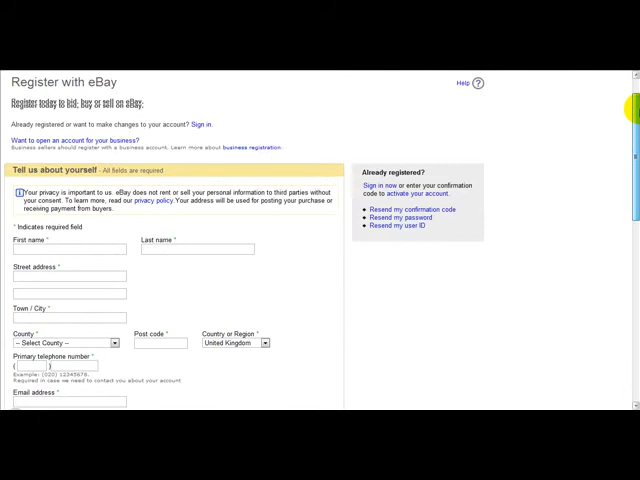 Register with eBay
Help ?
Register today to bid, buy or sell on eBay.
Already registered or want to make changes to your account? Sign in.
Want to open an account for your business?
Business sellers should register with a business account. Learn more about business registration.
Tell us about yourself - All fields are required
Your privacy is important to us. eBay does not rent or sell your personal information to third parties without
your consent. To learn more, read our privacy policy.Your address will be used for posting your purchase or
receiving payment from buyers.
* Indicates required field
First name *
Last name *
Street address *
Town / City *
County *
Post code *
Country or Region *
-- Select County --
United Kingdom
Primary telephone number *
( )
Example: (020) 12345678.
Required in case we need to contact you about your account
Email address *
Already registered?
Sign in now or enter your confirmation
code to activate your account.
Resend my confirmation code
Resend my password
Resend my user ID